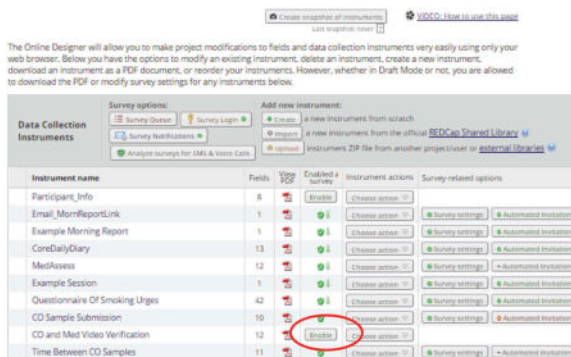 Create snapshot of instruments
VIDEO: How to use this page
Last snapshot: never
The Online Designer will allow you to make project modifications to fields and data collection instruments very easily using only your
web browser. Below you have the options to modify an existing instrument, delete an instrument, create a new instrument,
download an instrument as a PDF document, or reorder your instruments. However, whether in Draft Mode or not, you are allowed
to download the PDF or modify survey settings for any instruments below.
Data Collection Instruments
Survey options:
Survey Queue Survey Login
Survey Notifications
Analyze surveys for SMS & Voice Calls
Add new instrument:
Create a new instrument from scratch
Import a new instrument from the official REDCap Shared Library
Upload instrument ZIP file from another project/user or external libraries
Instrument name Fields View PDF Enabled as survey Instrument actions Survey-related options
Participant_Info 6 Enable Choose action
Email_MornReportLink 1 Choose action Survey settings Automated Invitation
Example Morning Report 1 Choose action Survey settings Automated Invitation
CoreDailyDiary 13 Choose action Survey settings Automated Invitation
MedAssess 12 Choose action Survey settings + Automated Invitation
Example Session 1 Choose action Survey settings Automated Invitation
Questionnaire Of Smoking Urges 42 Choose action Survey settings Automated Invitation
CO Sample Submission 10 Choose action Survey settings Automated Invitation
CO and Med Video Verification 12 Enable Choose action
Time Between CO Samples 11 Choose action Survey settings + Automated Invitation